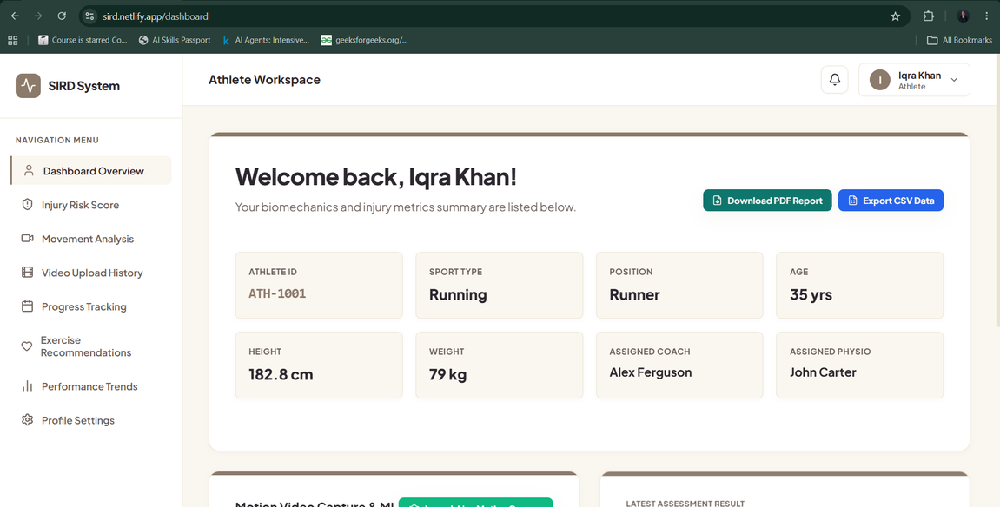 sird.netlify.app/dashboard
Course is starred Co...
AI Skills Passport
AI Agents: Intensive...
geeksforgeeks.org/...
All Bookmarks
SIRD System
Athlete Workspace
I
Iqra Khan
Athlete
NAVIGATION MENU
Dashboard Overview
Injury Risk Score
Movement Analysis
Video Upload History
Progress Tracking
Exercise
Recommendations
Performance Trends
Profile Settings
Welcome back, Iqra Khan!
Your biomechanics and injury metrics summary are listed below.
Download PDF Report
Export CSV Data
ATHLETE ID
ATH-1001
SPORT TYPE
Running
POSITION
Runner
AGE
35 yrs
HEIGHT
182.8 cm
WEIGHT
79 kg
ASSIGNED COACH
Alex Ferguson
ASSIGNED PHYSIO
John Carter
Motion Video Capture & ML
LATEST ASSESSMENT RESULT